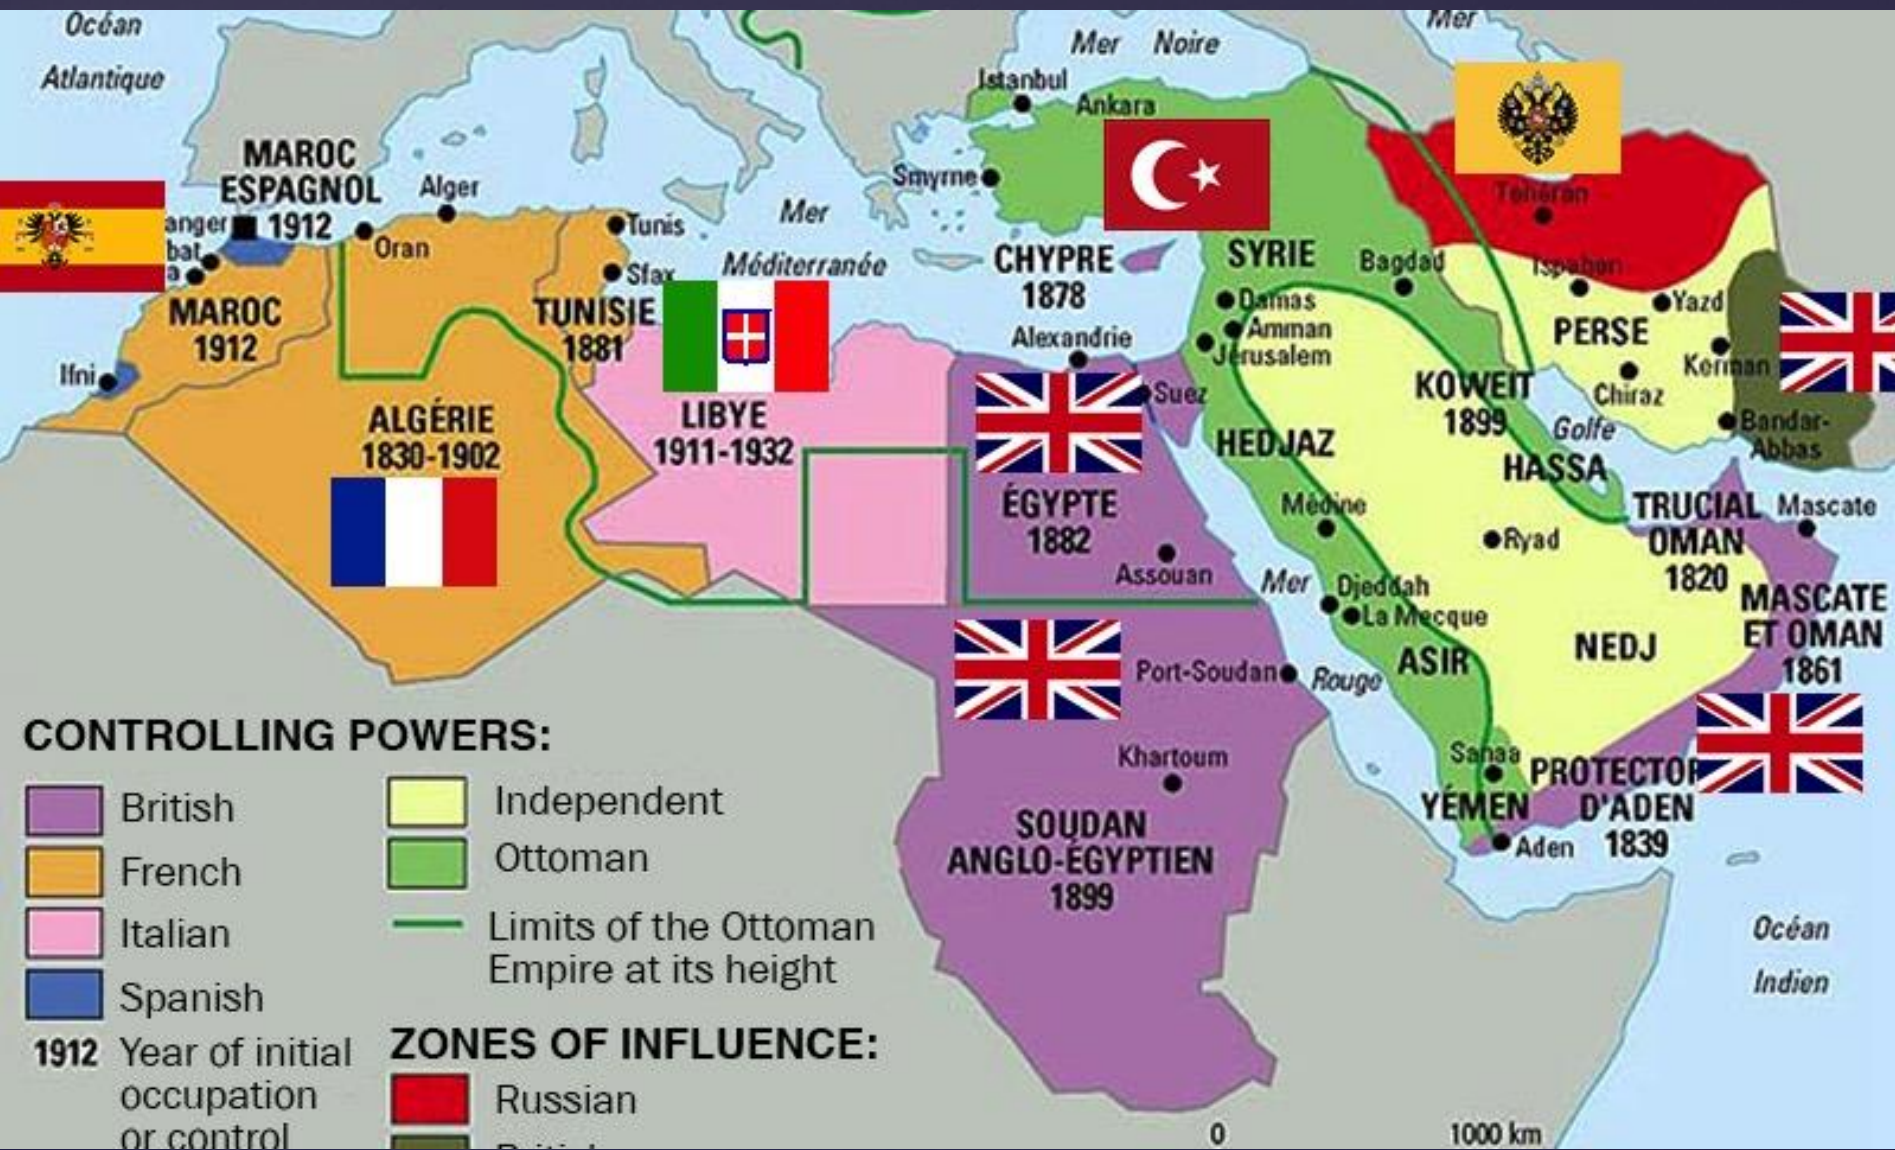 Océan
Atlantique
Mer Noire
Mer
Istanbul
Ankara
MAROC
ESPAGNOL
1912
Alger
Smyrne
Téhéran
anger
bat
a
Oran
Tunis
Sfax
Mer
Méditerranée
CHYPRE
1878
SYRIE
Bagdad
Ispahan
Yazd
MAROC
1912
TUNISIE
1881
Damas
Amman
Jérusalem
Alexandrie
PERSE
Kerman
Ifni
Suez
KOWEIT
1899
Chiraz
Golfe
Bandar-
Abbas
ALGÉRIE
1830-1902
LIBYE
1911-1932
HEDJAZ
HASSA
ÉGYPTE
1882
Médine
Ryad
TRUCIAL
OMAN
1820
Mascate
Assouan
Mer
Rouge
Djeddah
La Mecque
MASCATE
ET OMAN
1861
NEDJ
ASIR
Port-Soudan
Khartoum
Sanaa
YÉMEN
PROTECTOR
D'ADEN
1839
Aden
SOUDAN
ANGLO-ÉGYPTIEN
1899
Océan
Indien
CONTROLLING POWERS:
British
French
Italian
Spanish
1912 Year of initial
occupation
or control
Independent
Ottoman
Limits of the Ottoman
Empire at its height
ZONES OF INFLUENCE:
Russian
0 1000 km